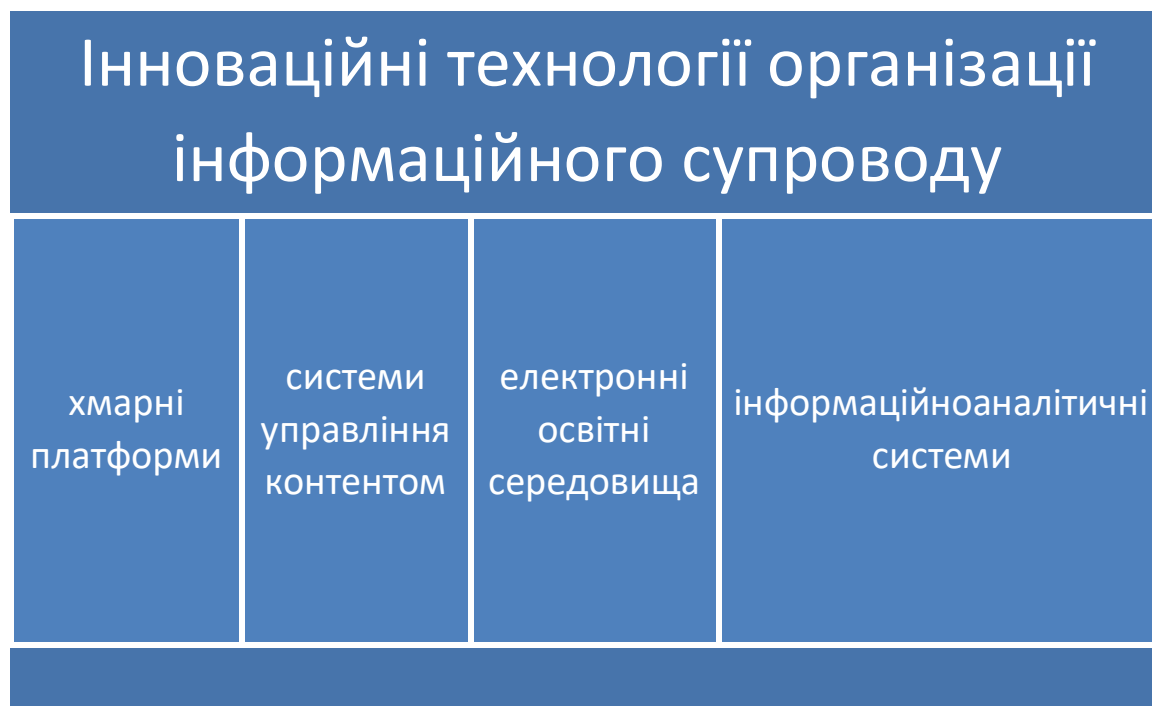 Інноваційні технології організації
інформаційного супроводу
хмарні
платформи
системи
управління
контентом
електронні
освітні
середовища
інформаційноаналітичні
системи